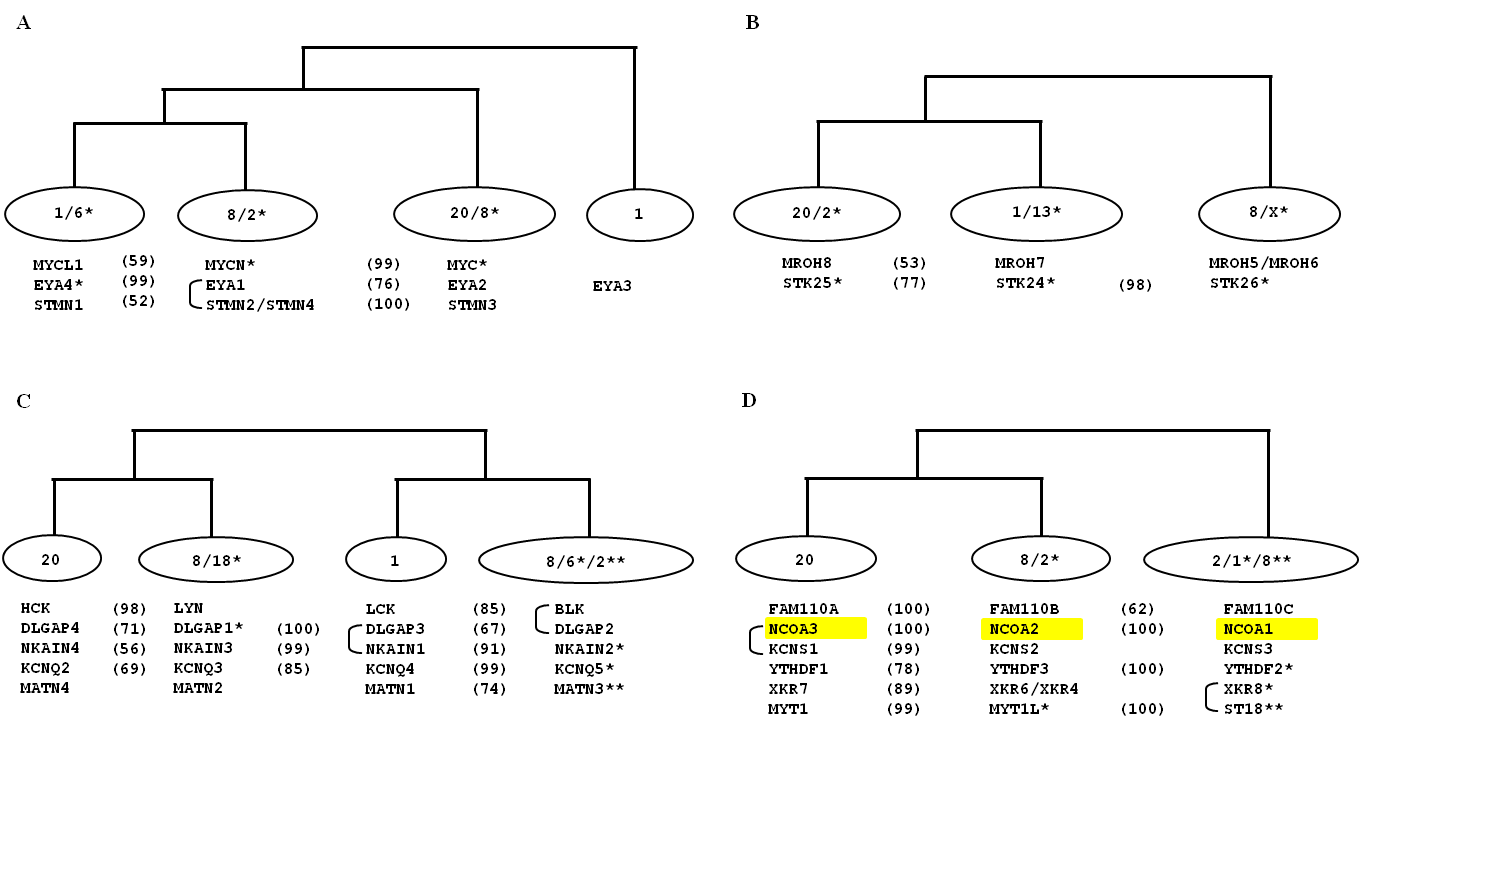 A
1/6*
8/2*
20/8*
1
MYCL1 (59) MYCN* (99) MYC*
EYA4* (99) EYA1 (76) EYA2 EYA3
STMN1 (52) STMN2/STMN4 (100) STMN3
B
20/2*
1/13*
8/X*
MROH8 (53) MROH7 MROH5/MROH6
STK25* (77) STK24* (98) STK26*
C
20
8/18*
1
8/6*/2**
HCK (98) LYN LCK (85) BLK
DLGAP4 (71) DLGAP1* (100) DLGAP3 (67) DLGAP2
NKAIN4 (56) NKAIN3 (99) NKAIN1 (91) NKAIN2*
KCNQ2 (69) KCNQ3 (85) KCNQ4 (99) KCNQ5*
MATN4 MATN2 MATN1 (74) MATN3**
D
20
8/2*
2/1*/8**
FAM110A (100) FAM110B (62) FAM110C
NCOA3 (100) NCOA2 (100) NCOA1
KCNS1 (99) KCNS2 KCNS3
YTHDF1 (78) YTHDF3 (100) YTHDF2*
XKR7 (89) XKR6/XKR4 XKR8*
MYT1 (99) MYT1L* (100) ST18**